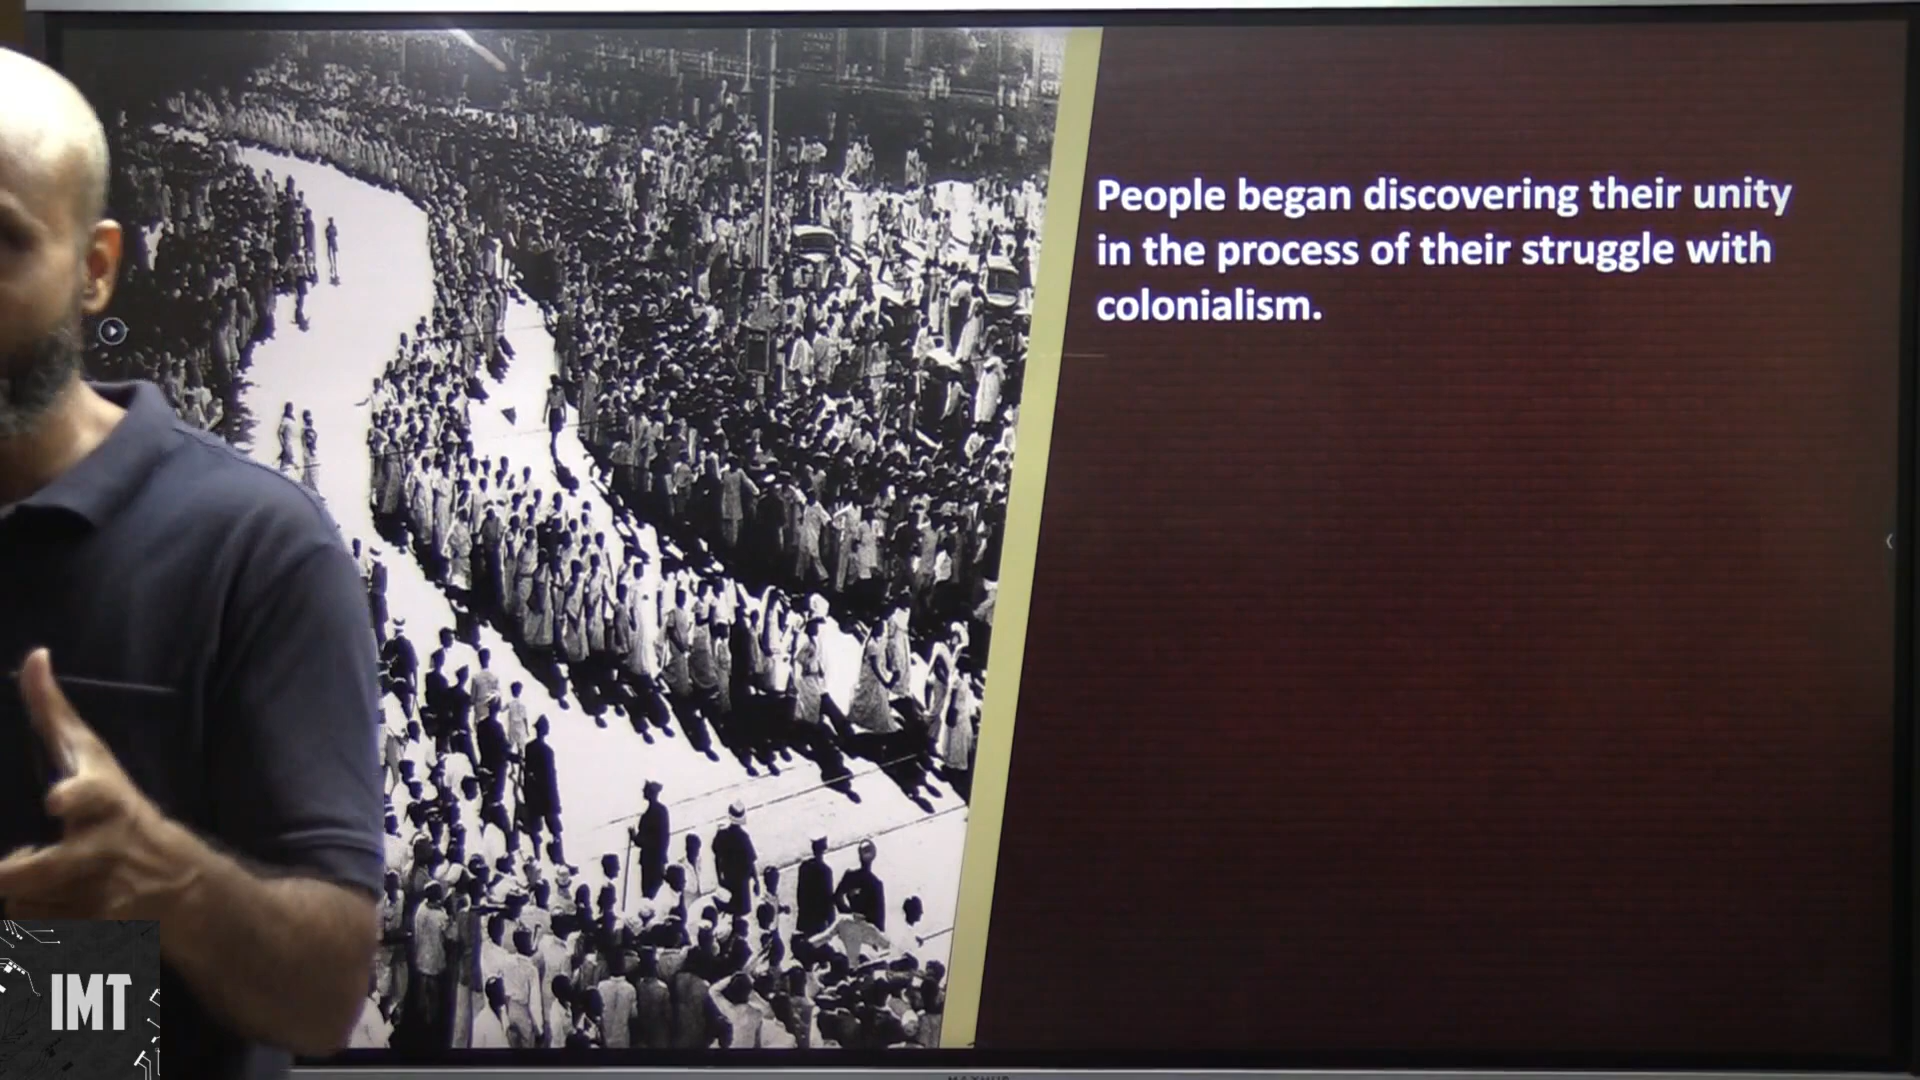 People began discovering their unity
in the process of their struggle with
colonialism.
IMT